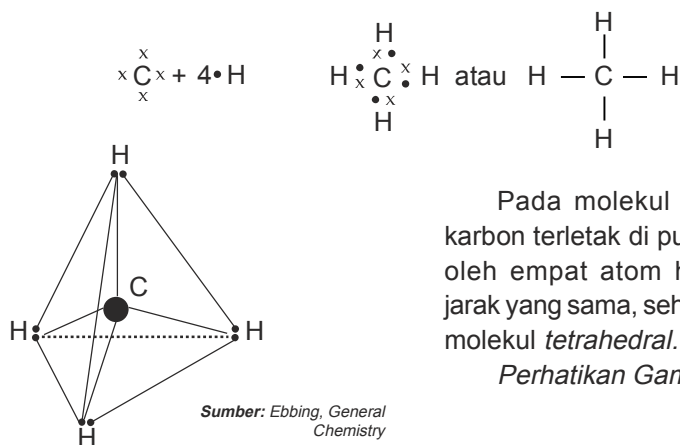 x
x C x + 4• H
x
H
H C H atau H — C — H
H
H
H
Pada molekul
karbon terletak di pu
oleh empat atom h
jarak yang sama, seh
molekul tetrahedral.
Perhatikan Gan
H
C
H
H
H
Sumber: Ebbing, General
Chemistry